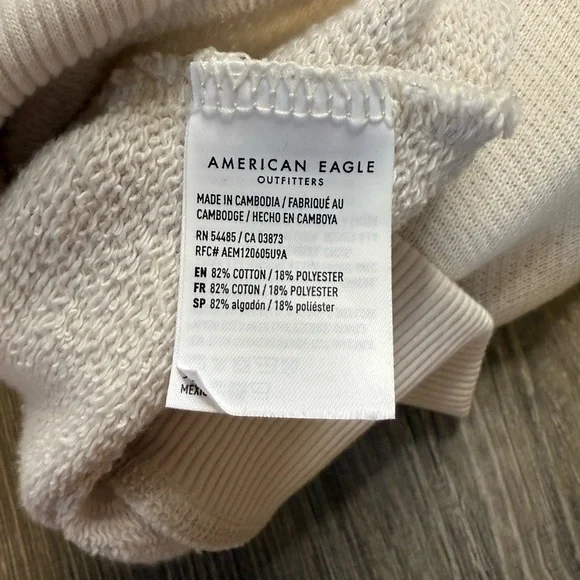 AMERICAN EAGLE
OUTFITTERS
MADE IN CAMBODIA / FABRIQUÉ AU
CAMBODGE / HECHO EN CAMBOYA
RN 54485 / CA 03873
RFC# AEM120605U9A
EN 82% COTTON / 18% POLYESTER
FR 82% COTON / 18% POLYESTER
SP 82% algodón / 18% poliéster